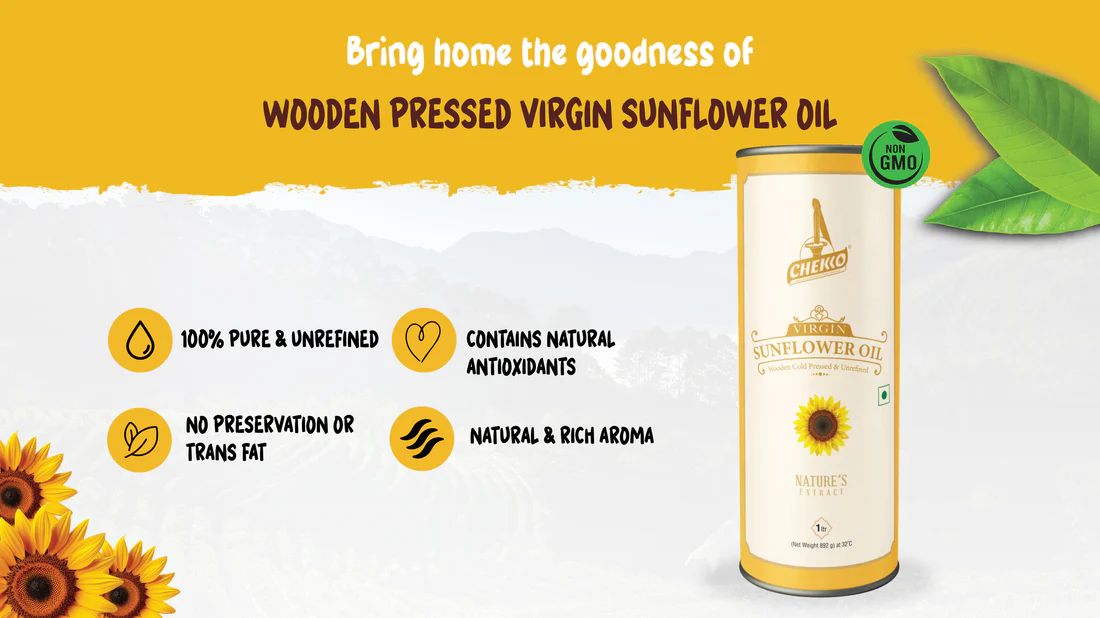 Bring home the goodness of
WOODEN PRESSED VIRGIN SUNFLOWER OIL
NON
GMO
CHEKKO
VIRGIN
SUNFLOWER OIL
Wooden Cold Pressed & Unrefined
NATURE'S
EXTRACT
1 ltr
(Net Weight 892 g) at 32°C
100% PURE & UNREFINED
CONTAINS NATURAL
ANTIOXIDANTS
NO PRESERVATION OR
TRANS FAT
NATURAL & RICH AROMA